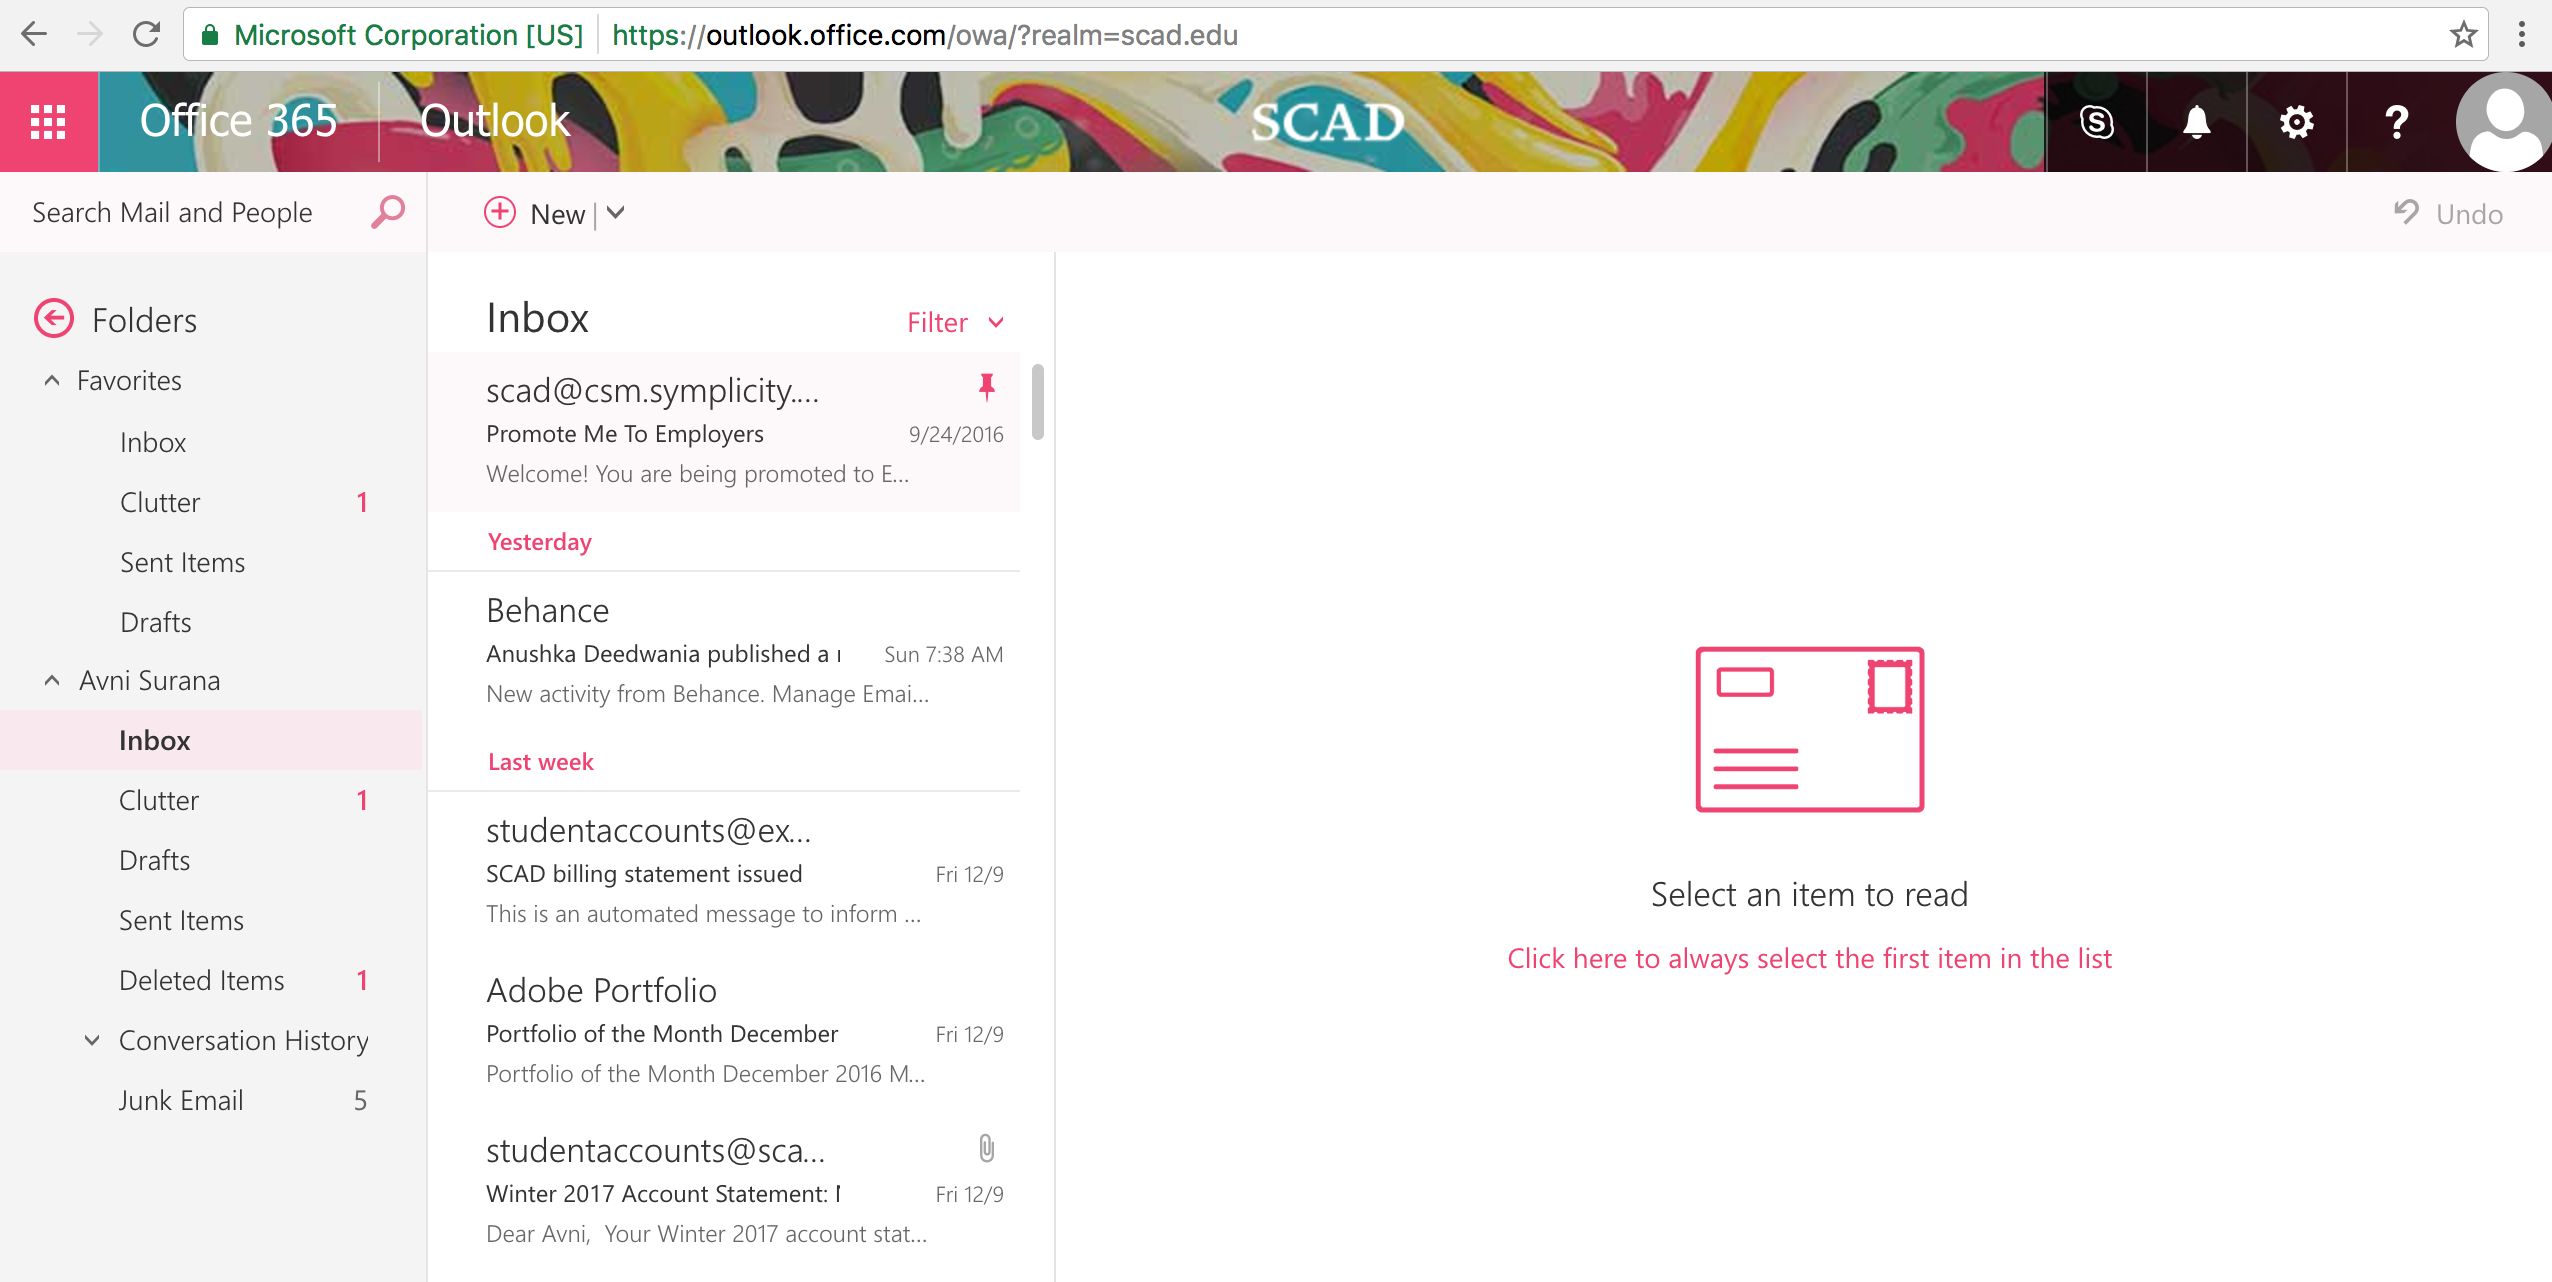 Microsoft Corporation [US] https://outlook.office.com/owa/?realm=scad.edu
Office 365 Outlook SCAD ?
Search Mail and People
New
Undo
Folders
Favorites
Inbox
Clutter 1
Sent Items
Drafts
Avni Surana
Inbox
Clutter 1
Drafts
Sent Items
Deleted Items 1
Conversation History
Junk Email 5
Inbox Filter
scad@csm.symplicity....
Promote Me To Employers 9/24/2016
Welcome! You are being promoted to E...
Yesterday
Behance
Anushka Deedwania published a Sun 7:38 AM
New activity from Behance. Manage Emai...
Last week
studentaccounts@ex...
SCAD billing statement issued Fri 12/9
This is an automated message to inform ...
Adobe Portfolio
Portfolio of the Month December Fri 12/9
Portfolio of the Month December 2016 M...
studentaccounts@sca...
Winter 2017 Account Statement: Fri 12/9
Dear Avni, Your Winter 2017 account stat...
Select an item to read
Click here to always select the first item in the list